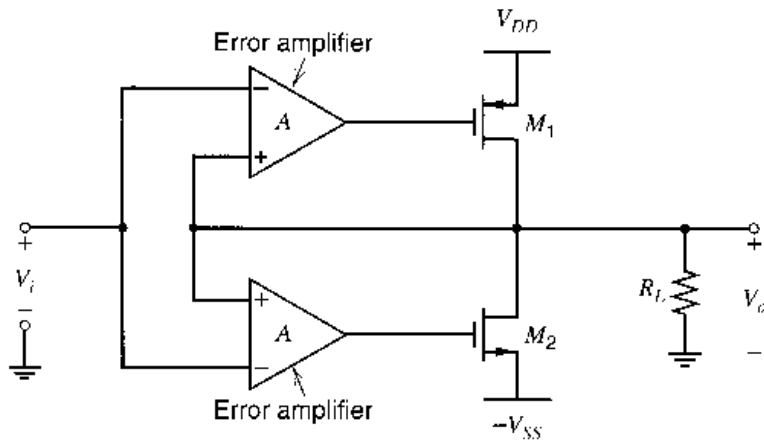 Error amplifier
V_DD
−
A
M_1
+
+
V_i
−
+
A
−
M_2
R_L
+
V_o
−
Error amplifier
−V_SS